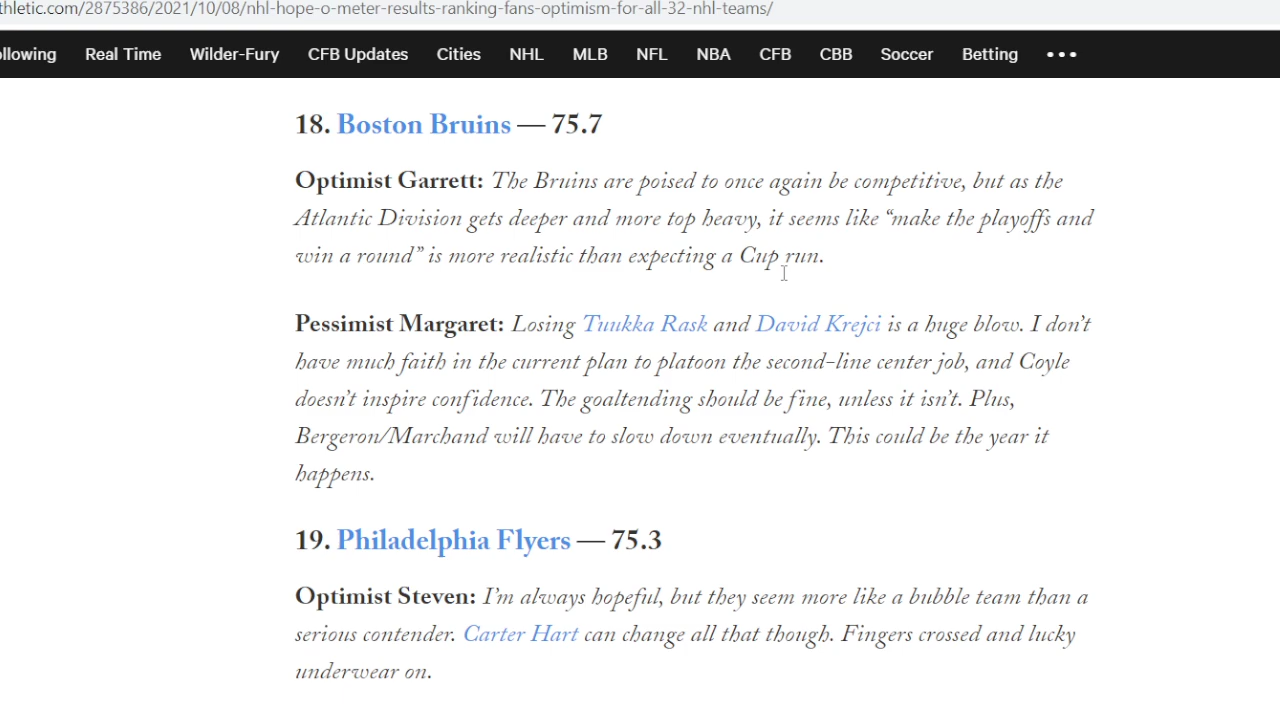 thletic.com/2875386/2021/10/08/nhl-hope-o-meter-results-ranking-fans-optimism-for-all-32-nhl-teams/
ollowing Real Time Wilder-Fury CFB Updates Cities NHL MLB NFL NBA CFB CBB Soccer Betting •••
18. Boston Bruins — 75.7
Optimist Garrett: The Bruins are poised to once again be competitive, but as the
Atlantic Division gets deeper and more top heavy, it seems like “make the playoffs and
win a round” is more realistic than expecting a Cup run.
Pessimist Margaret: Losing Tuukka Rask and David Krejci is a huge blow. I don’t
have much faith in the current plan to platoon the second-line center job, and Coyle
doesn’t inspire confidence. The goaltending should be fine, unless it isn’t. Plus,
Bergeron/Marchand will have to slow down eventually. This could be the year it
happens.
19. Philadelphia Flyers — 75.3
Optimist Steven: I’m always hopeful, but they seem more like a bubble team than a
serious contender. Carter Hart can change all that though. Fingers crossed and lucky
underwear on.